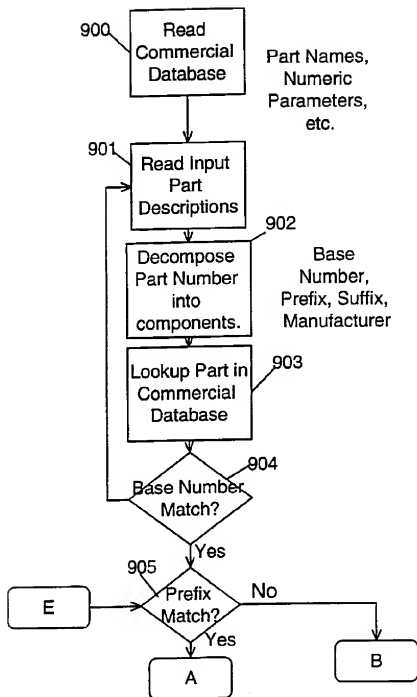 900
Read
Commercial
Database
Part Names,
Numeric
Parameters,
etc.
901
Read Input
Part
Descriptions
902
Decompose
Part Number
into
components.
Base
Number,
Prefix, Suffix,
Manufacturer
Lookup Part in
Commercial
Database
903
904
Base Number
Match?
Yes
905
Prefix
Match?
E
No
Yes
A
B